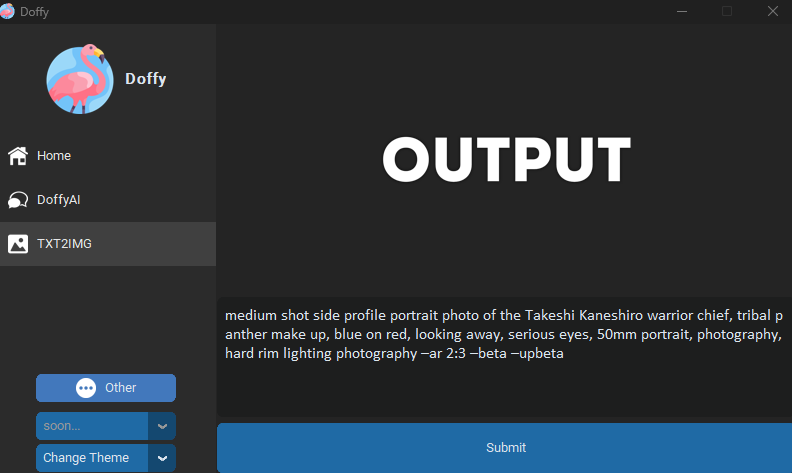 Doffy
Doffy
Home
DoffyAI
TXT2IMG
Other
soon...
Change Theme
OUTPUT
medium shot side profile portrait photo of the Takeshi Kaneshiro warrior chief, tribal p
anther make up, blue on red, looking away, serious eyes, 50mm portrait, photography,
hard rim lighting photography –ar 2:3 –beta –upbeta
Submit